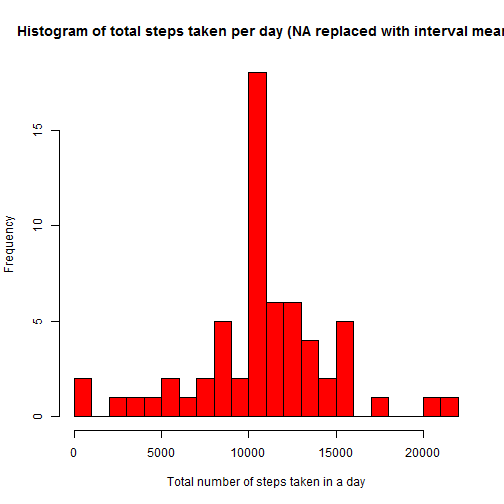 Histogram of total steps taken per day (NA replaced with interval mean
15
10
5
0
Frequency
0 5000 10000 15000 20000
Total number of steps taken in a day